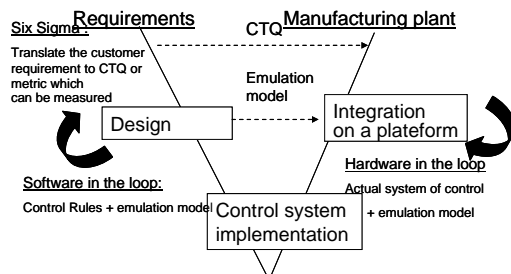 Requirements
Manufacturing plant
Six Sigma :
Translate the customer
requirement to CTQ or
metric which
can be measured
CTQ
Emulation
model
Design
Integration
on a plateform
Software in the loop:
Control Rules + emulation model
Hardware in the loop
Actual system of control
+ emulation model
Control system
implementation